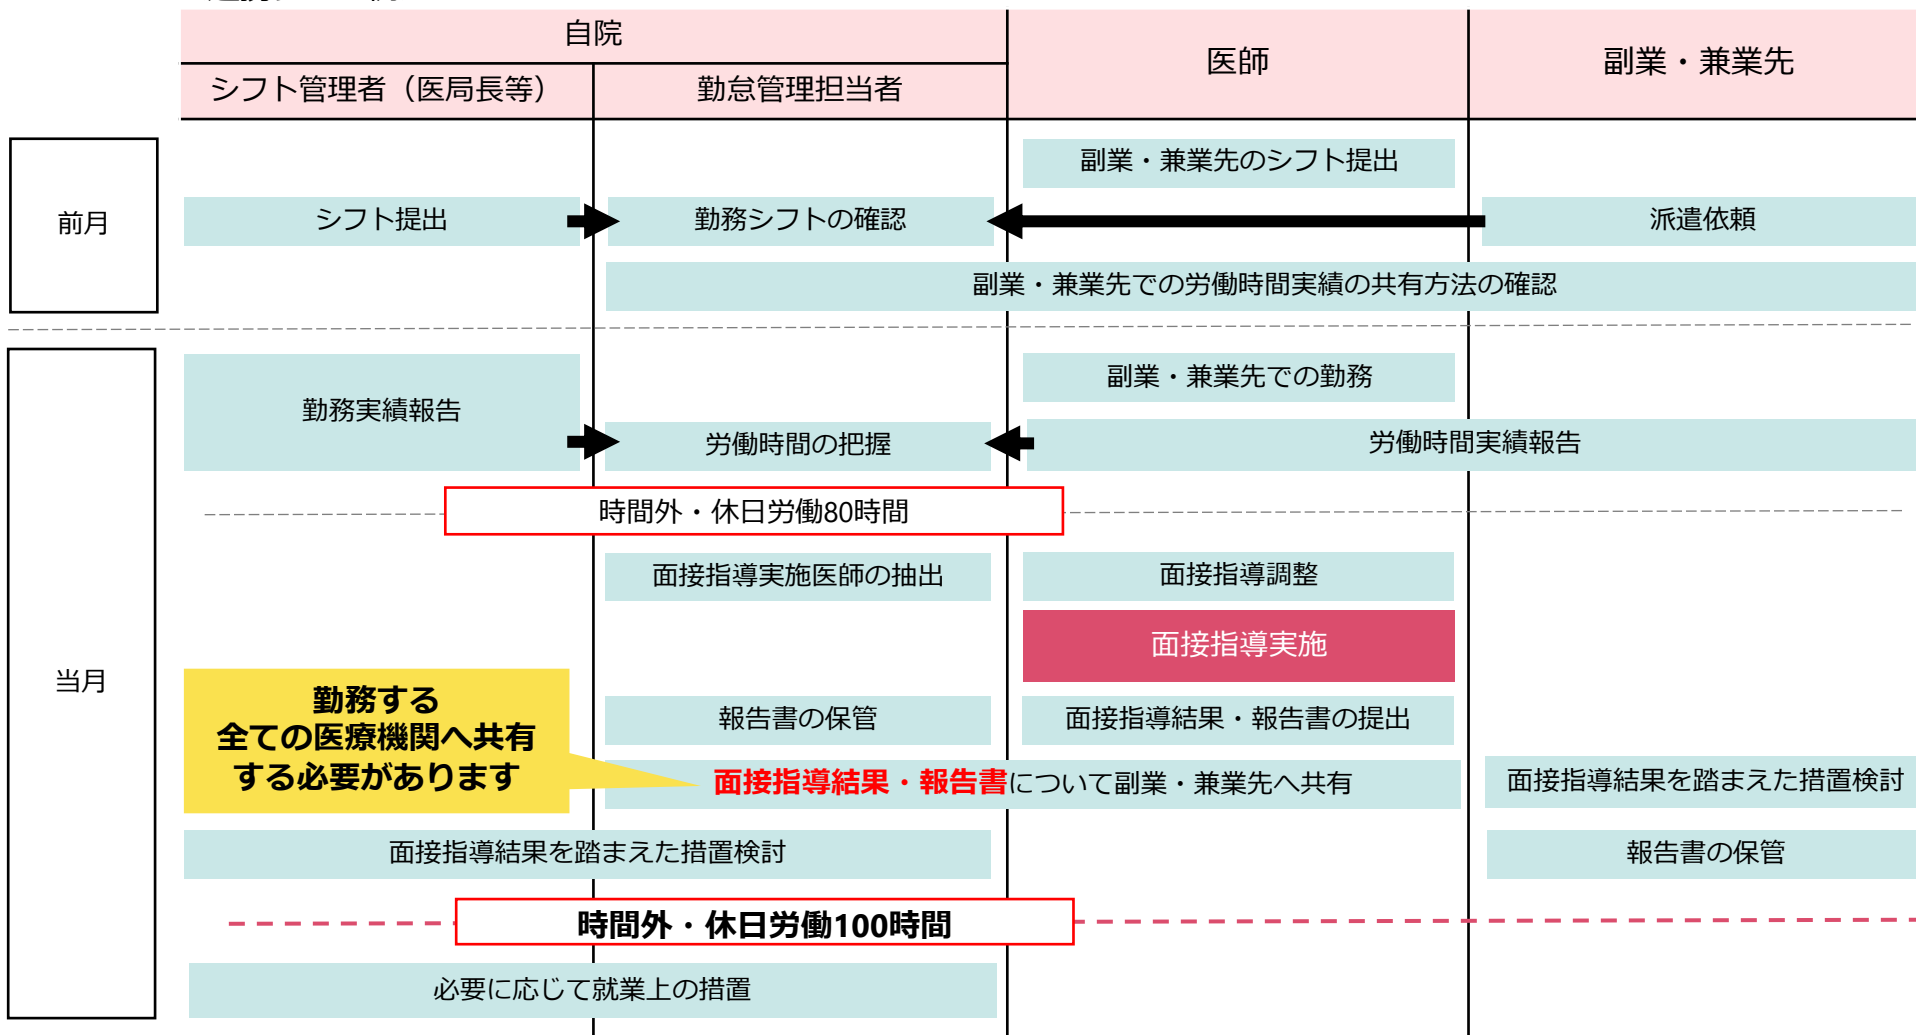 自院
医師
副業・兼業先
シフト管理者（医局長等）
勤怠管理担当者
前月
副業・兼業先のシフト提出
シフト提出
勤務シフトの確認
派遣依頼
副業・兼業先での労働時間実績の共有方法の確認
当月
勤務実績報告
副業・兼業先での勤務
労働時間の把握
労働時間実績報告
時間外・休日労働80時間
面接指導実施医師の抽出
面接指導調整
面接指導実施
勤務する
全ての医療機関へ共有
する必要があります
報告書の保管
面接指導結果・報告書の提出
面接指導結果・報告書について副業・兼業先へ共有
面接指導結果を踏まえた措置検討
面接指導結果を踏まえた措置検討
報告書の保管
時間外・休日労働100時間
必要に応じて就業上の措置